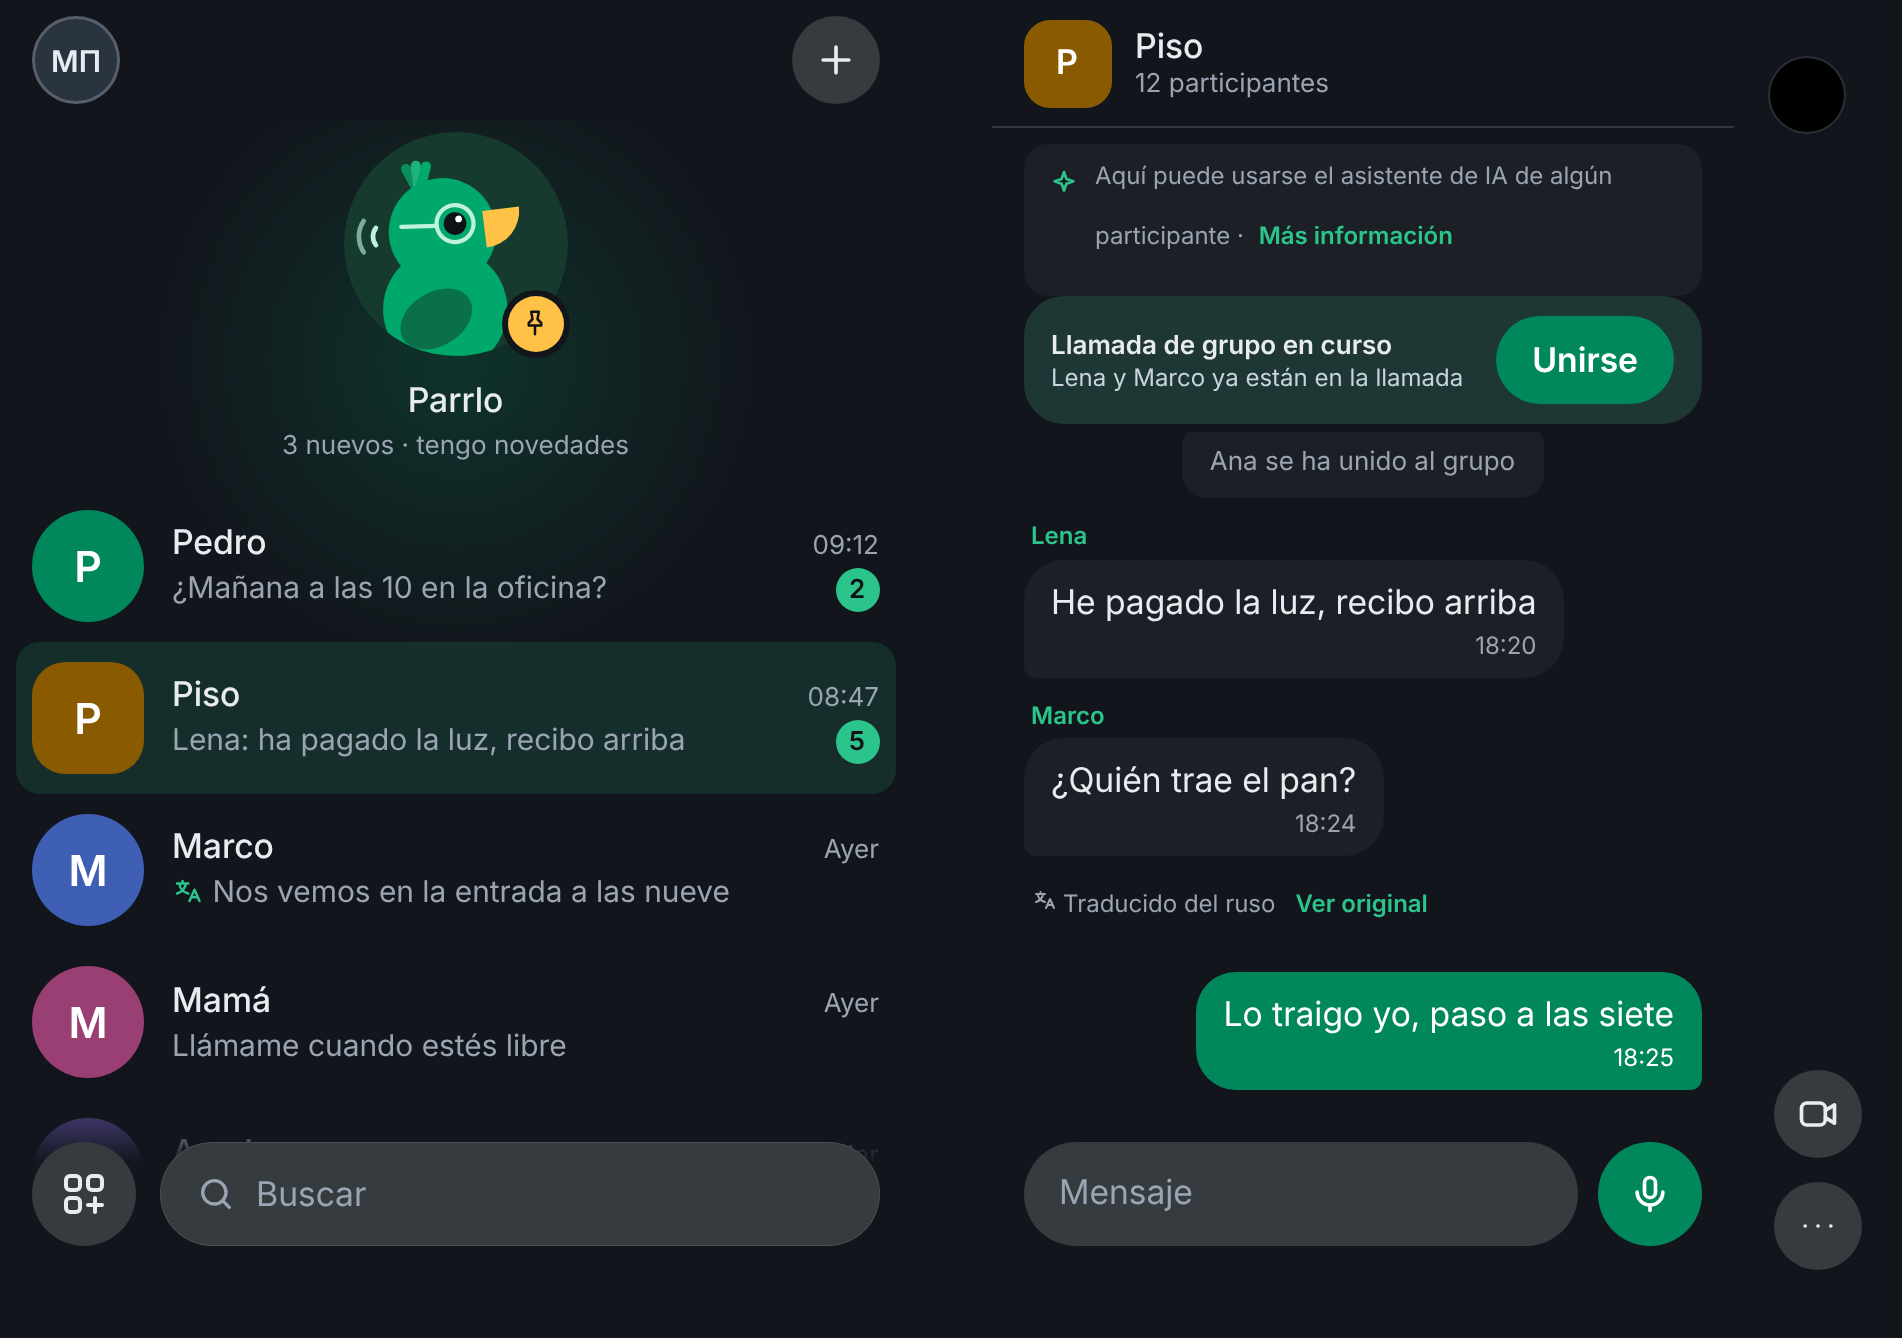 МП
Parrlo
3 nuevos · tengo novedades
P
Pedro
09:12
¿Mañana a las 10 en la oficina?
2
P
Piso
08:47
Lena: ha pagado la luz, recibo arriba
5
M
Marco
Ayer
Nos vemos en la entrada a las nueve
M
Mamá
Ayer
Llámame cuando estés libre
Buscar
P
Piso
12 participantes
Aquí puede usarse el asistente de IA de algún
participante · Más información
Llamada de grupo en curso
Lena y Marco ya están en la llamada
Unirse
Ana se ha unido al grupo
Lena
He pagado la luz, recibo arriba
18:20
Marco
¿Quién trae el pan?
18:24
Traducido del ruso Ver original
Lo traigo yo, paso a las siete
18:25
Mensaje